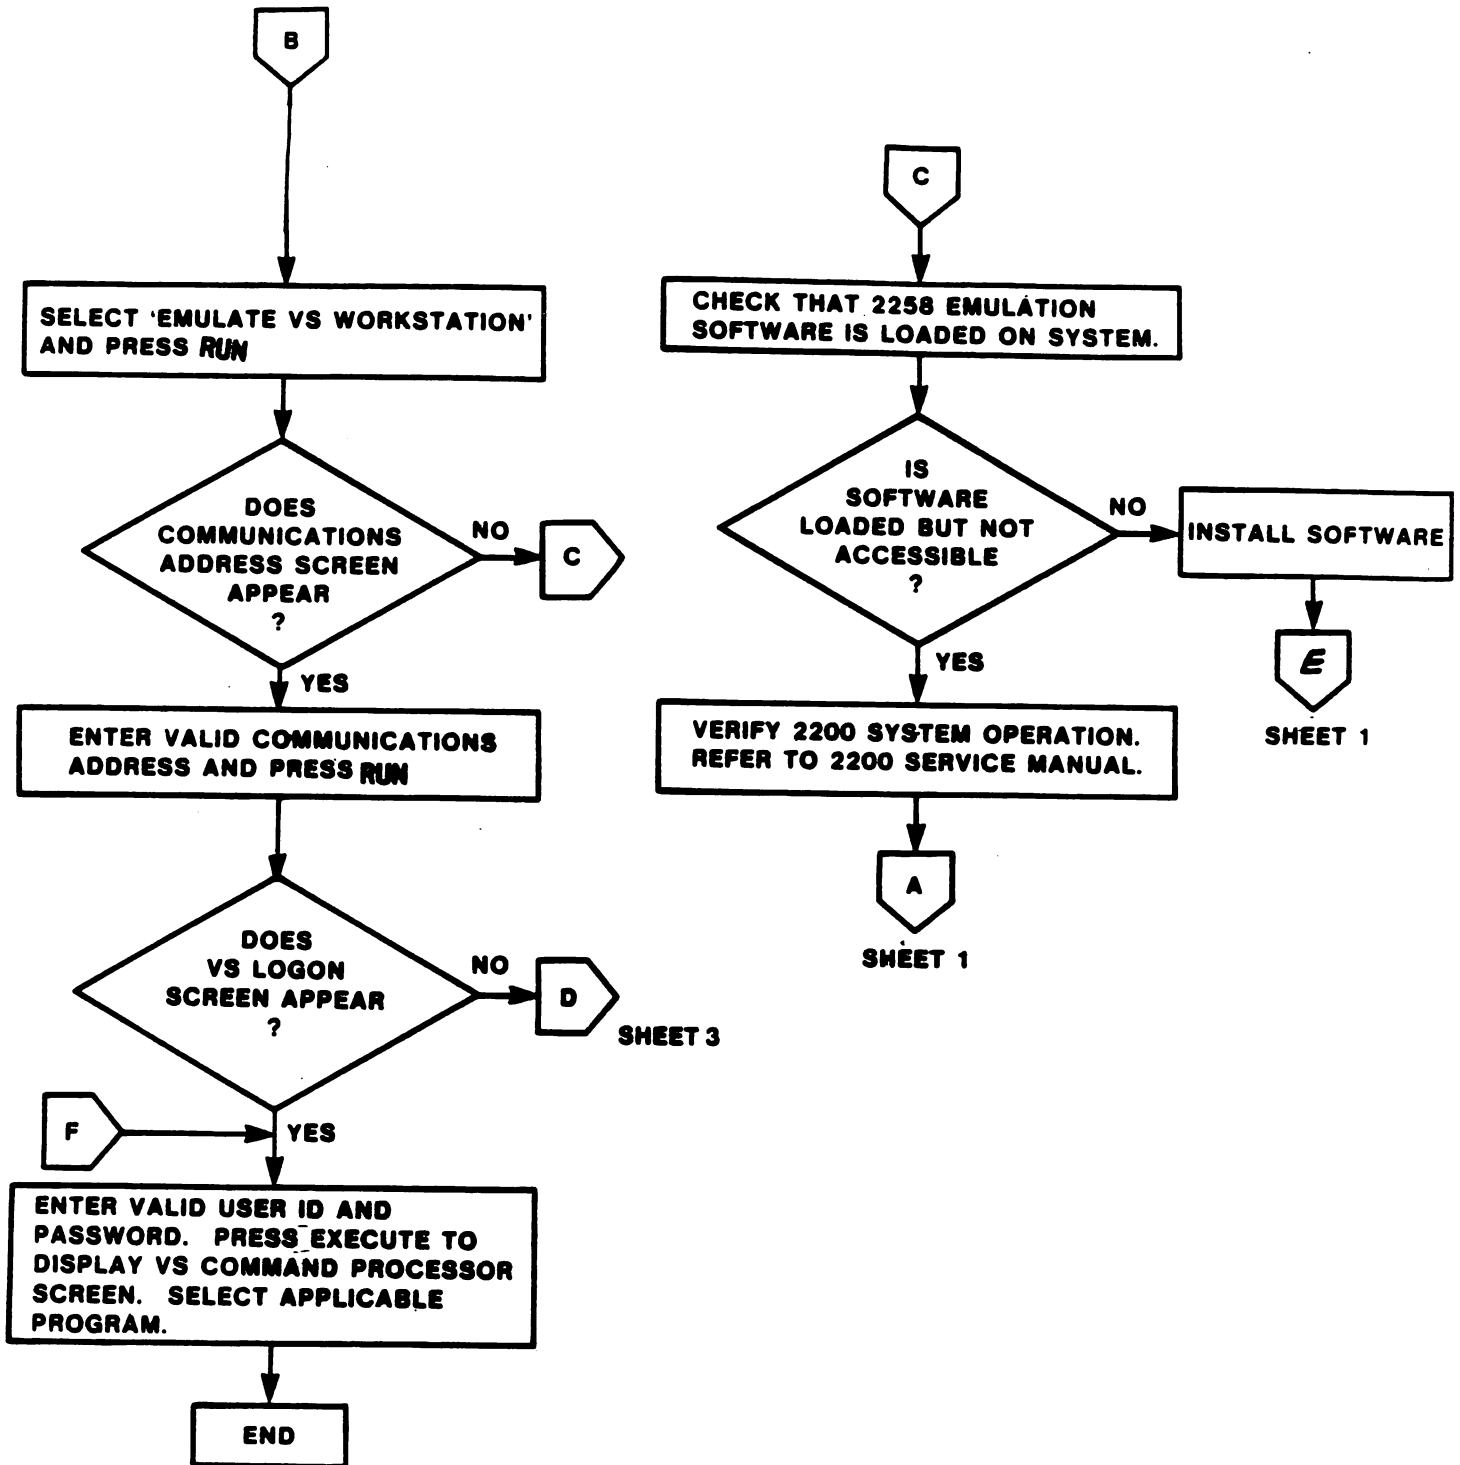 B
SELECT 'EMULATE VS WORKSTATION'
AND PRESS RUN
DOES
COMMUNICATIONS
ADDRESS SCREEN
APPEAR
?
NO
C
YES
ENTER VALID COMMUNICATIONS
ADDRESS AND PRESS RUN
DOES
VS LOGON
SCREEN APPEAR
?
NO
D
SHEET 3
F
YES
ENTER VALID USER ID AND
PASSWORD. PRESS EXECUTE TO
DISPLAY VS COMMAND PROCESSOR
SCREEN. SELECT APPLICABLE
PROGRAM.
END
C
CHECK THAT 2258 EMULATION
SOFTWARE IS LOADED ON SYSTEM.
IS
SOFTWARE
LOADED BUT NOT
ACCESSIBLE
?
NO
INSTALL SOFTWARE
E
SHEET 1
YES
VERIFY 2200 SYSTEM OPERATION.
REFER TO 2200 SERVICE MANUAL.
A
SHEET 1